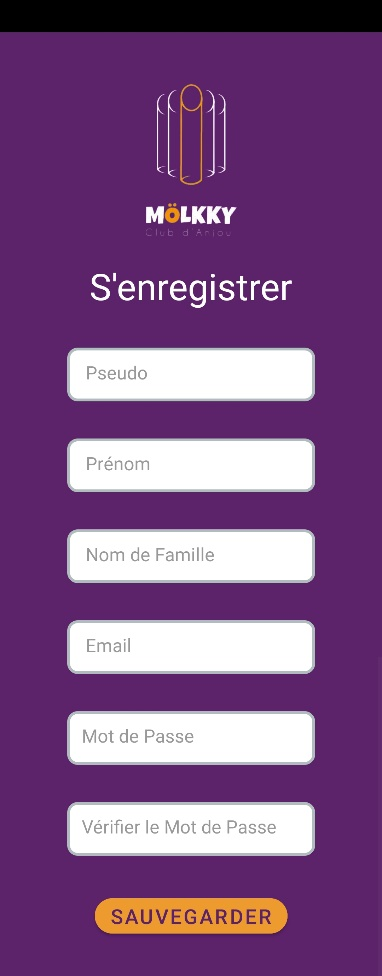 MÖLKKY
Club d'Anjou
S'enregistrer
Pseudo
Prénom
Nom de Famille
Email
Mot de Passe
Vérifier le Mot de Passe
SAUVEGARDER